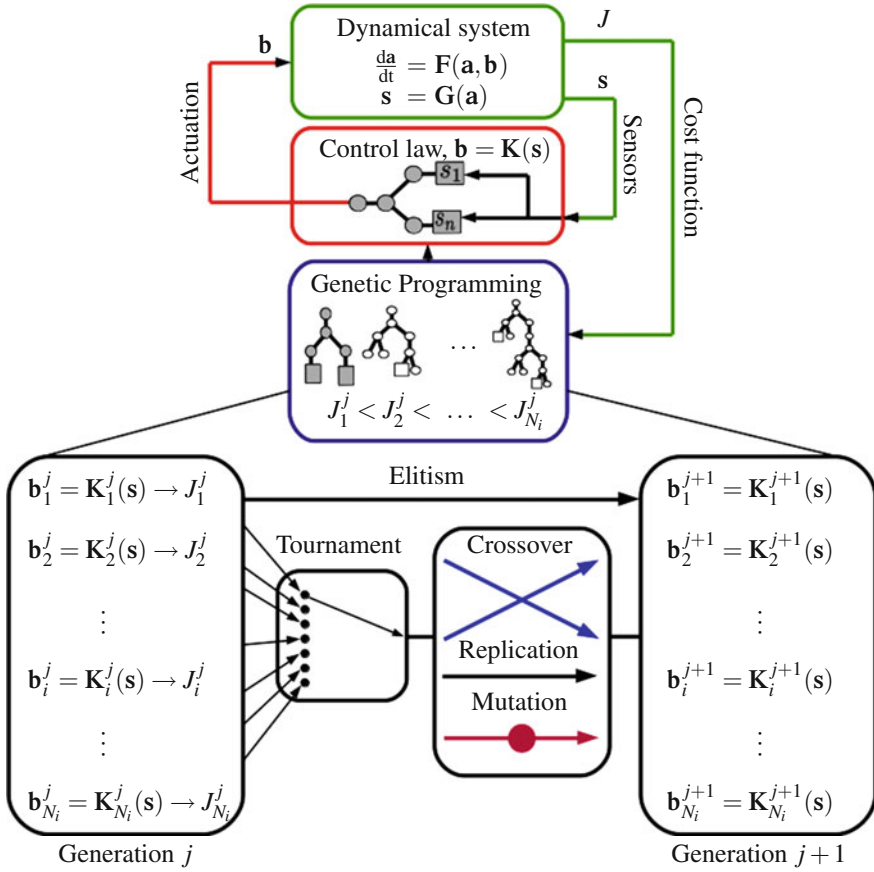 Dynamical system
da/dt = F(a, b)
s = G(a)
b
J
s
Actuation
Sensors
Cost function
Control law, b = K(s)
s_1
s_n
Genetic Programming
...
J_1^j < J_2^j < ... < J_{N_i}^j
b_1^j = K_1^j(s) → J_1^j
b_2^j = K_2^j(s) → J_2^j
⋮
b_i^j = K_i^j(s) → J_i^j
⋮
b_{N_i}^j = K_{N_i}^j(s) → J_{N_i}^j
Generation j
Elitism
Tournament
Crossover
Replication
Mutation
b_1^{j+1} = K_1^{j+1}(s)
b_2^{j+1} = K_2^{j+1}(s)
⋮
b_i^{j+1} = K_i^{j+1}(s)
⋮
b_{N_i}^{j+1} = K_{N_i}^{j+1}(s)
Generation j+1